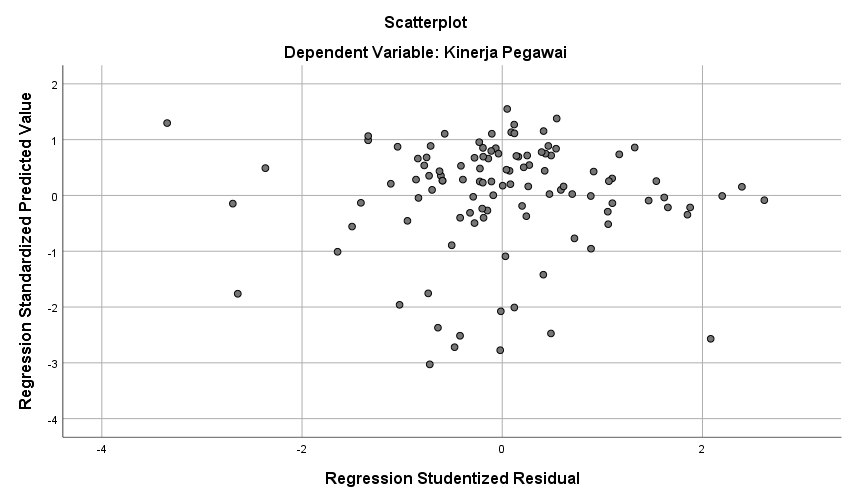 Scatterplot
Dependent Variable: Kinerja Pegawai
Regression Standardized Predicted Value
2
1
0
-1
-2
-3
-4
-4
-2
0
2
Regression Studentized Residual